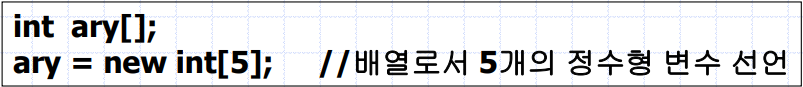 int ary[];
ary = new int[5]; //배열로서 5개의 정수형 변수 선언